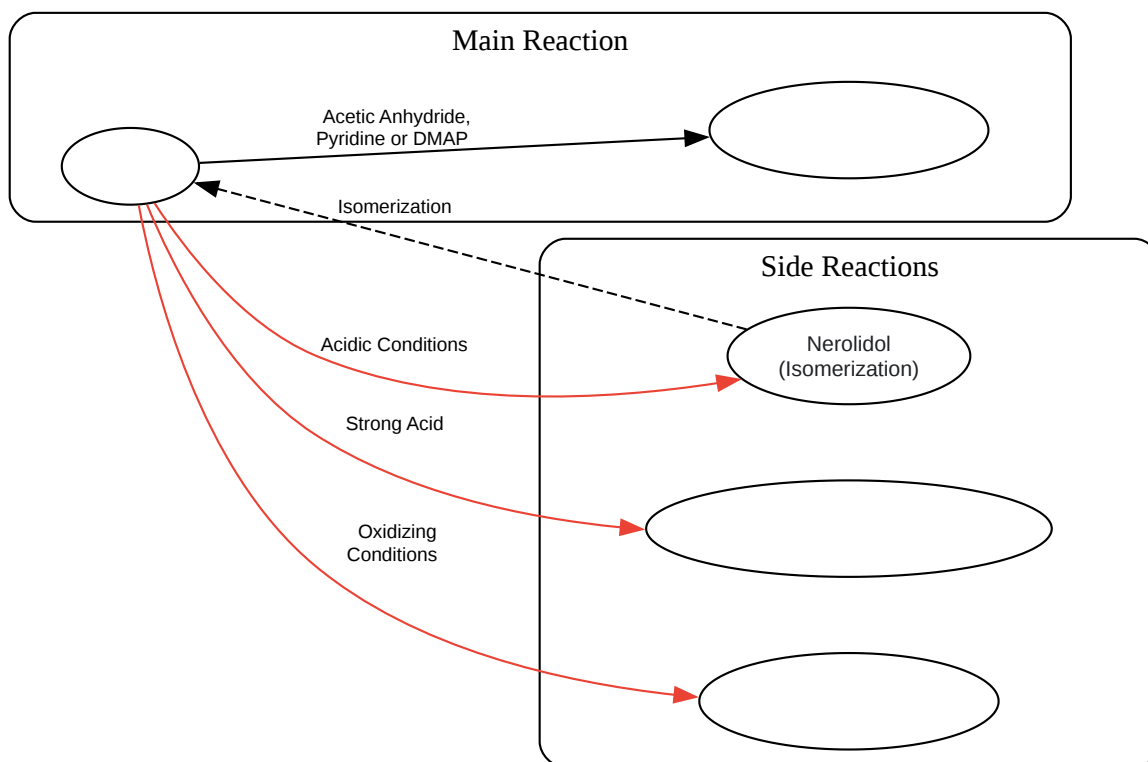 Main Reaction
Acetic Anhydride,
Pyridine or DMAP
Isomerization
Side Reactions
Nerolidol
(Isomerization)
Acidic Conditions
Strong Acid
Oxidizing
Conditions